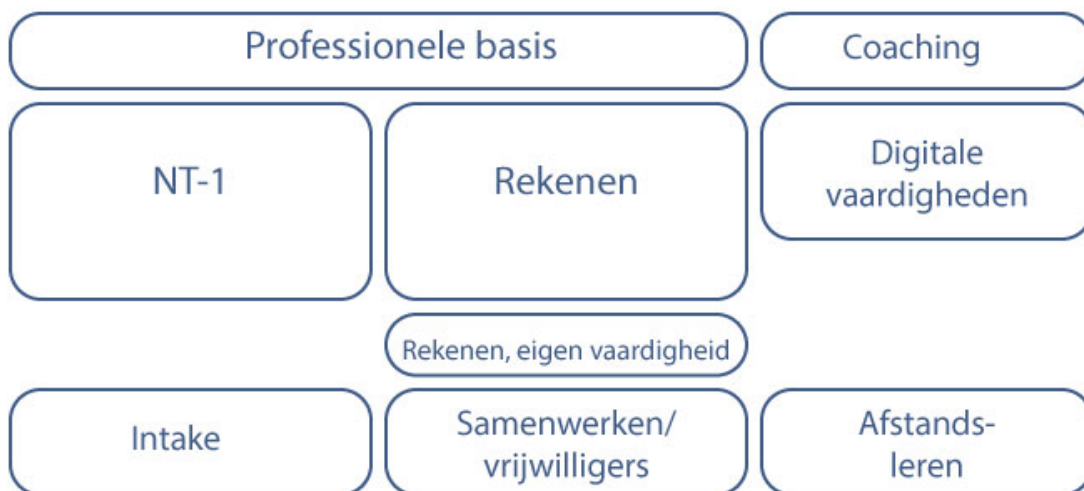 Professionele basis
Coaching
NT-1
Rekenen
Digitale
vaardigheden
Rekenen, eigen vaardigheid
Intake
Samenwerken/
vrijwilligers
Afstands-
leren